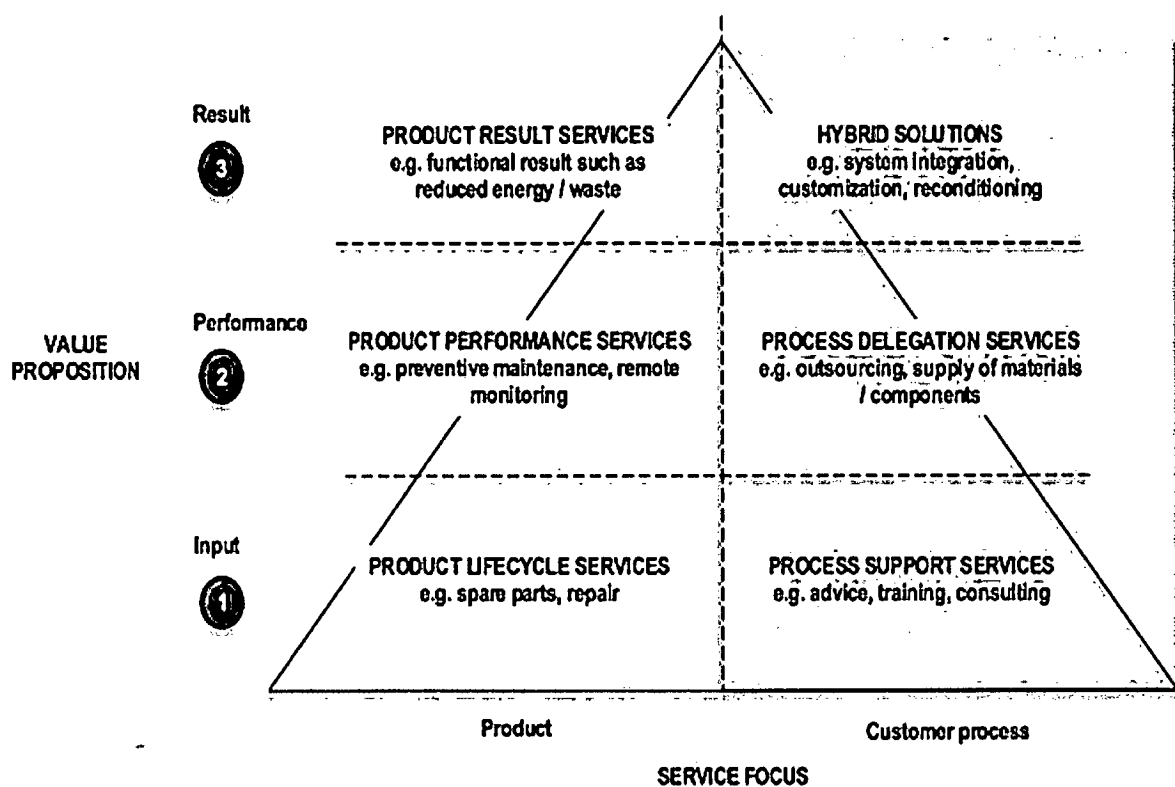 Result
3
PRODUCT RESULT SERVICES
e.g. functional result such as
reduced energy / waste
HYBRID SOLUTIONS
e.g. system integration,
customization, reconditioning
VALUE
PROPOSITION
Performance
2
PRODUCT PERFORMANCE SERVICES
e.g. preventive maintenance, remote
monitoring
PROCESS DELEGATION SERVICES
e.g. outsourcing, supply of materials
/ components
Input
1
PRODUCT LIFECYCLE SERVICES
e.g. spare parts, repair
PROCESS SUPPORT SERVICES
e.g. advice, training, consulting
Product
Customer process
SERVICE FOCUS